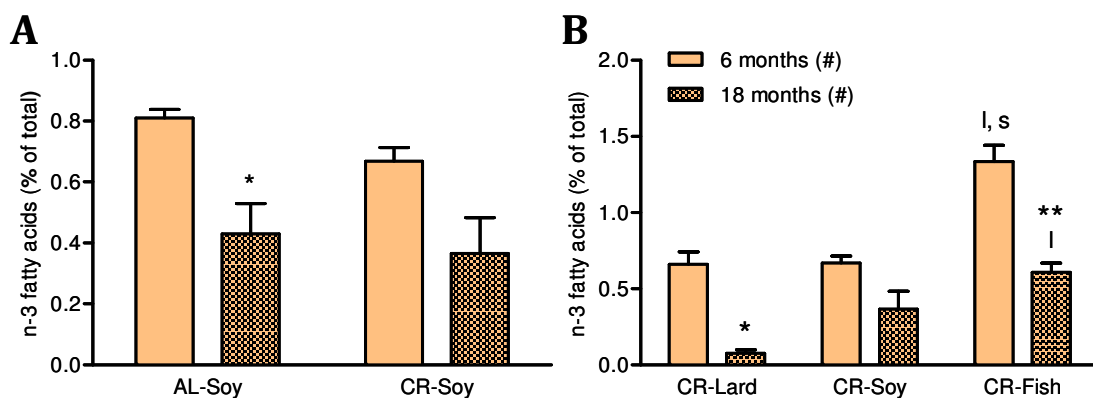 A
n-3 fatty acids (% of total)
1.0
0.8
0.6
0.4
0.2
0.0
*
AL-Soy
CR-Soy
B
n-3 fatty acids (% of total)
2.0
1.5
1.0
0.5
0.0
6 months (#)
18 months (#)
l, s
**
l
*
CR-Lard
CR-Soy
CR-Fish